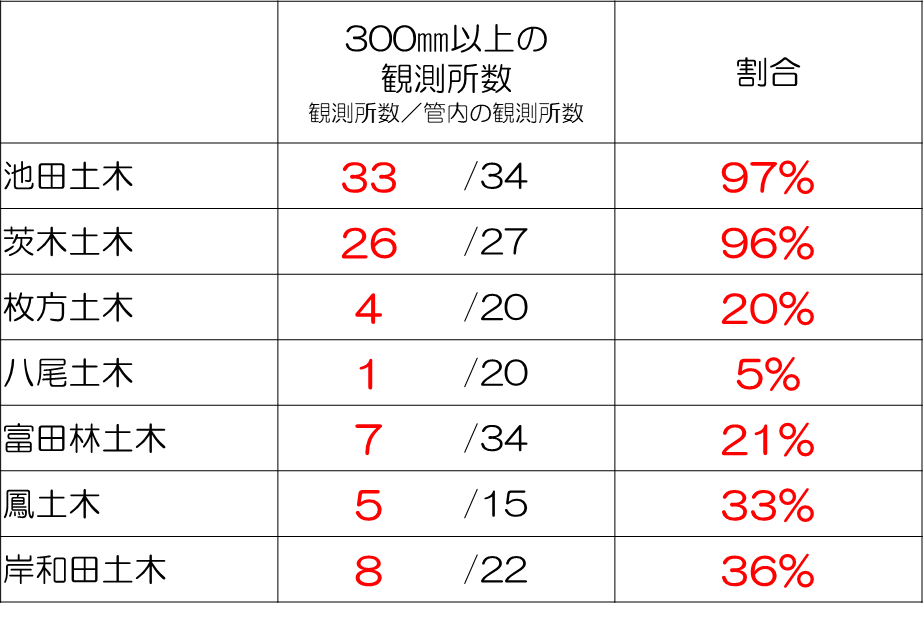 300㎜以上の
観測所数
観測所数／管内の観測所数
割合
池田土木 33 /34 97%
茨木土木 26 /27 96%
枚方土木 4 /20 20%
八尾土木 1 /20 5%
富田林土木 7 /34 21%
鳳土木 5 /15 33%
岸和田土木 8 /22 36%